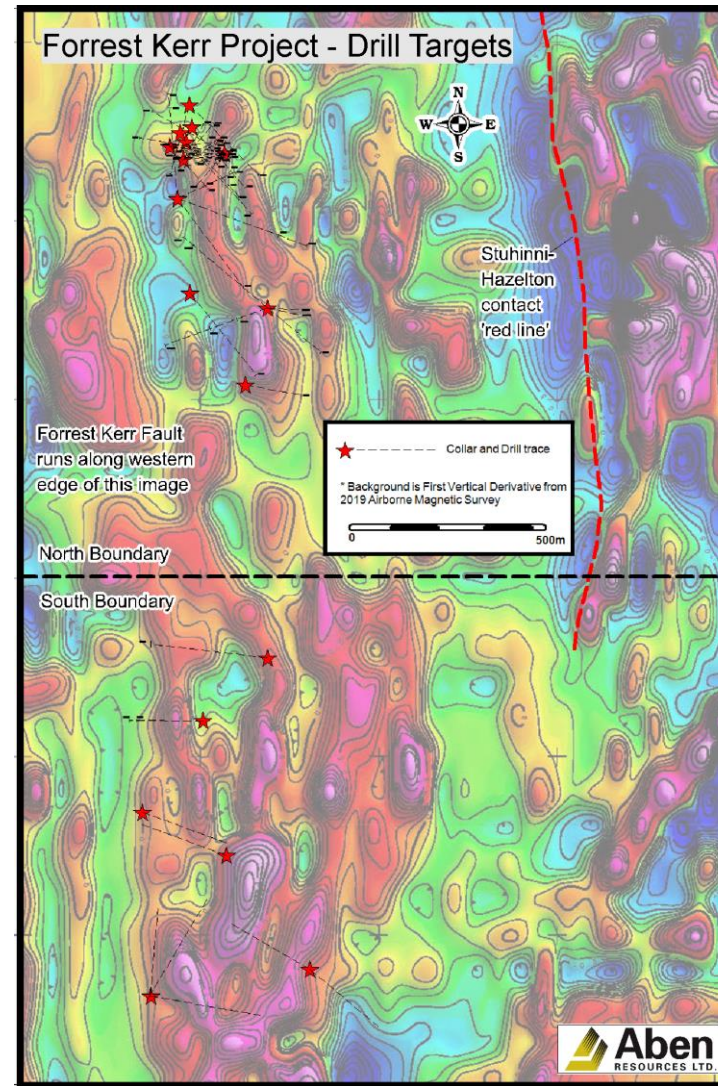 Forrest Kerr Project - Drill Targets
N
W E
S
Stuhinni-
Hazelton
contact
'red line'
Forrest Kerr Fault
runs along western
edge of this image
Collar and Drill trace
* Background is First Vertical Derivative from
2019 Airborne Magnetic Survey
0 500m
North Boundary
South Boundary
Aben
RESOURCES LTD.